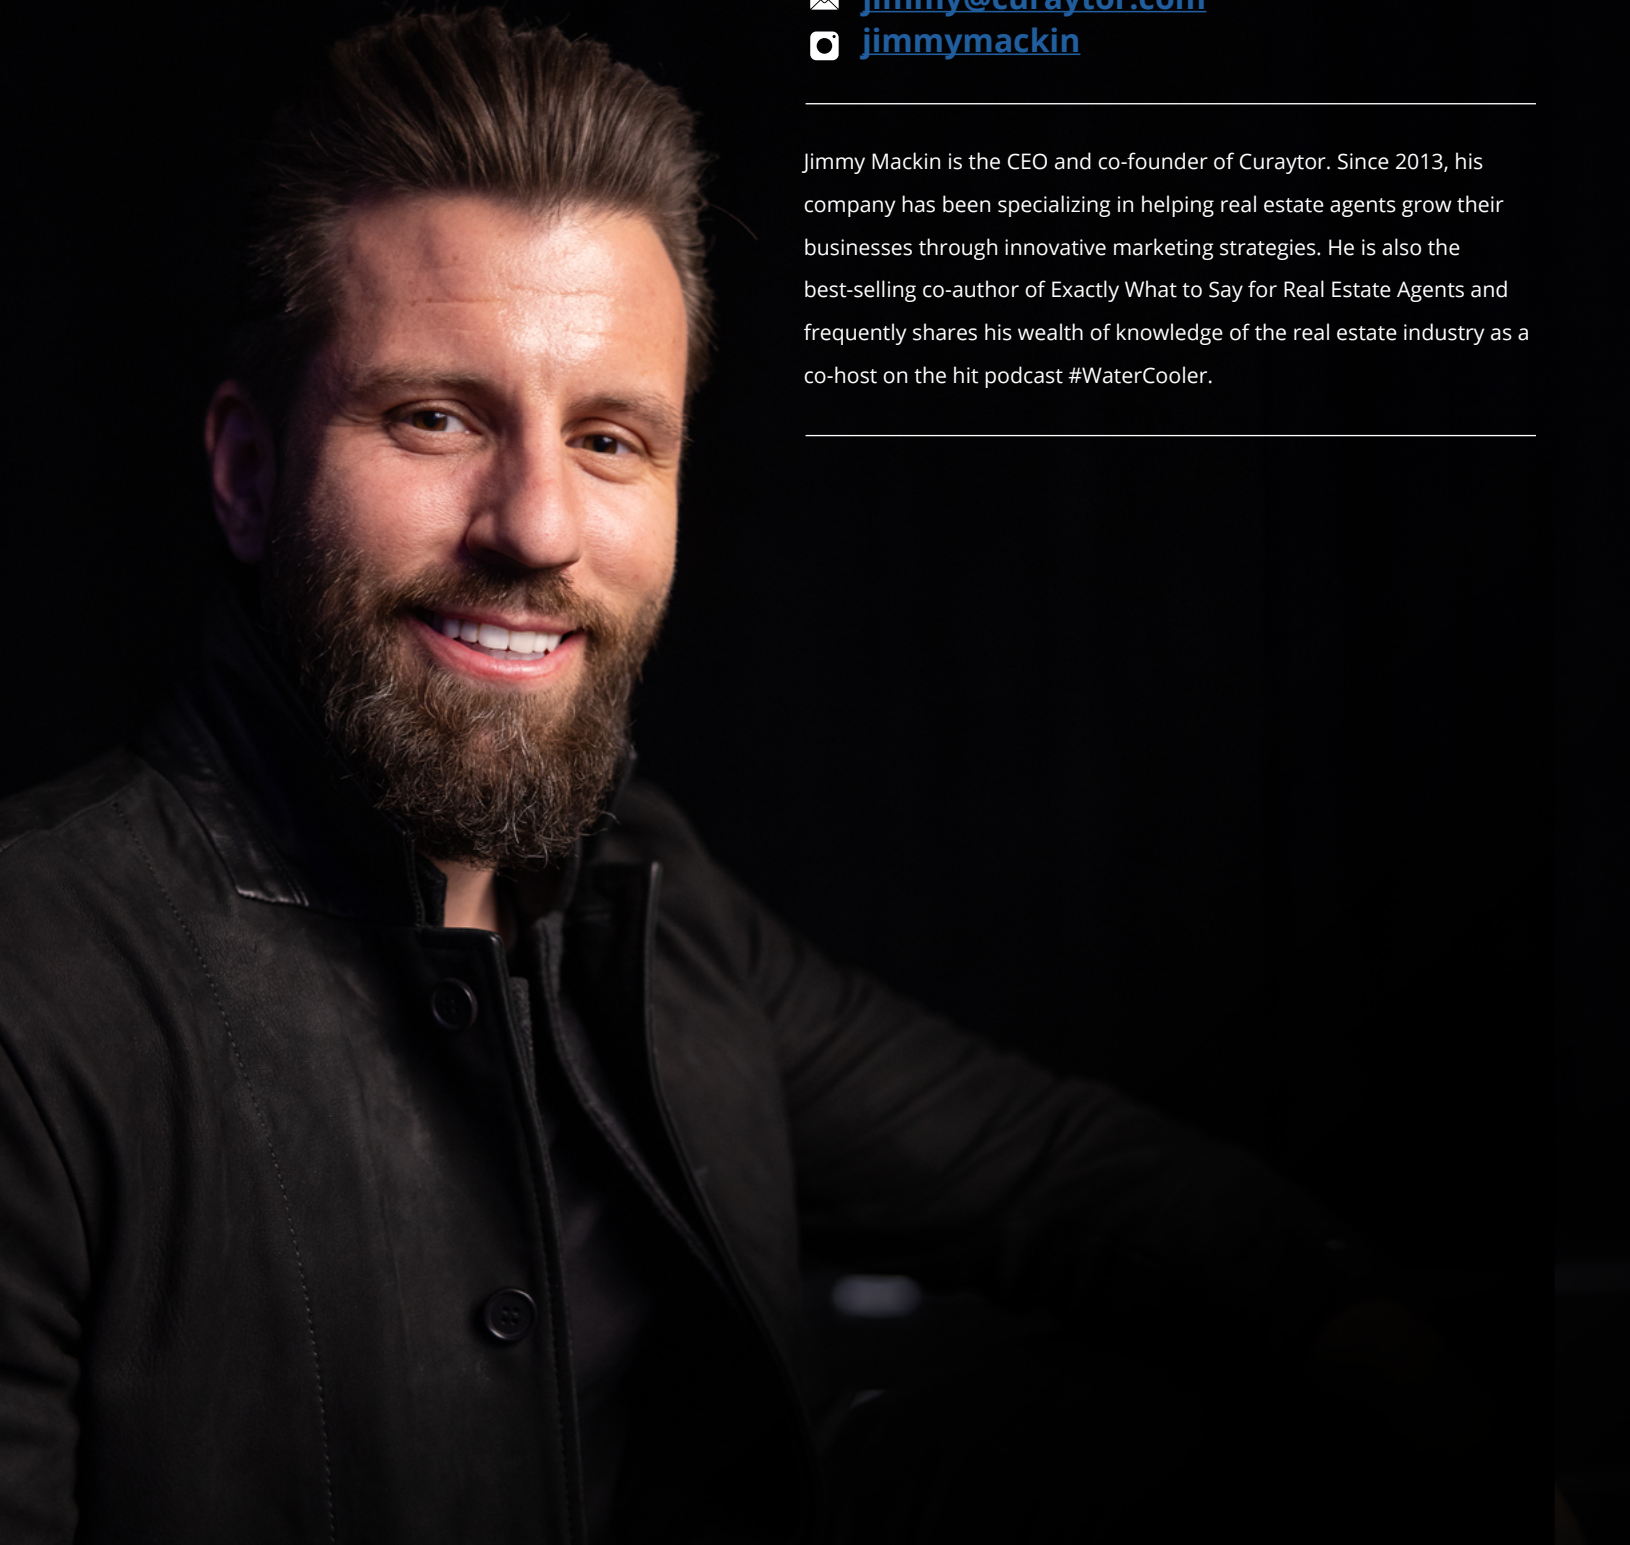 jimmy@curaytor.com
jimmymackin
Jimmy Mackin is the CEO and co-founder of Curaytor. Since 2013, his
company has been specializing in helping real estate agents grow their
businesses through innovative marketing strategies. He is also the
best-selling co-author of Exactly What to Say for Real Estate Agents and
frequently shares his wealth of knowledge of the real estate industry as a
co-host on the hit podcast #WaterCooler.